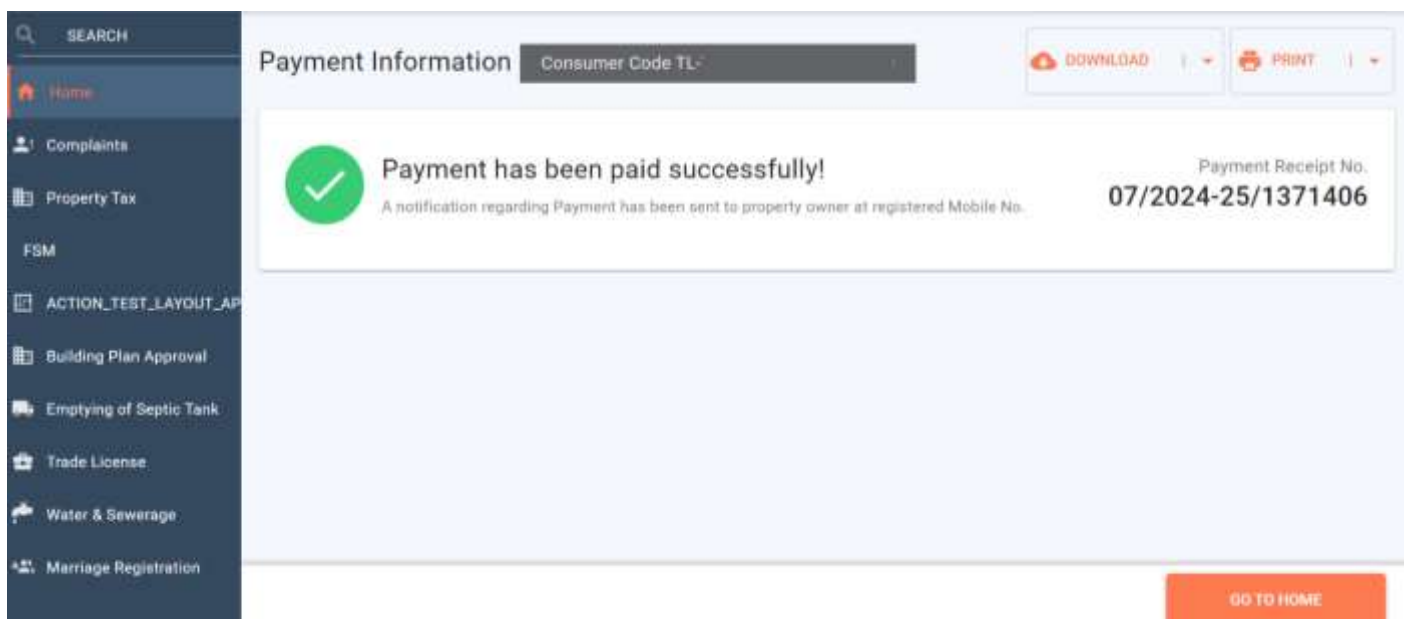 SEARCH
Home
Complaints
Property Tax
FSM
ACTION_TEST_LAYOUT_AP
Building Plan Approval
Emptying of Septic Tank
Trade License
Water & Sewerage
Marriage Registration
Payment Information
Consumer Code TL-
DOWNLOAD
PRINT
Payment has been paid successfully!
A notification regarding Payment has been sent to property owner at registered Mobile No.
Payment Receipt No.
07/2024-25/1371406
GO TO HOME